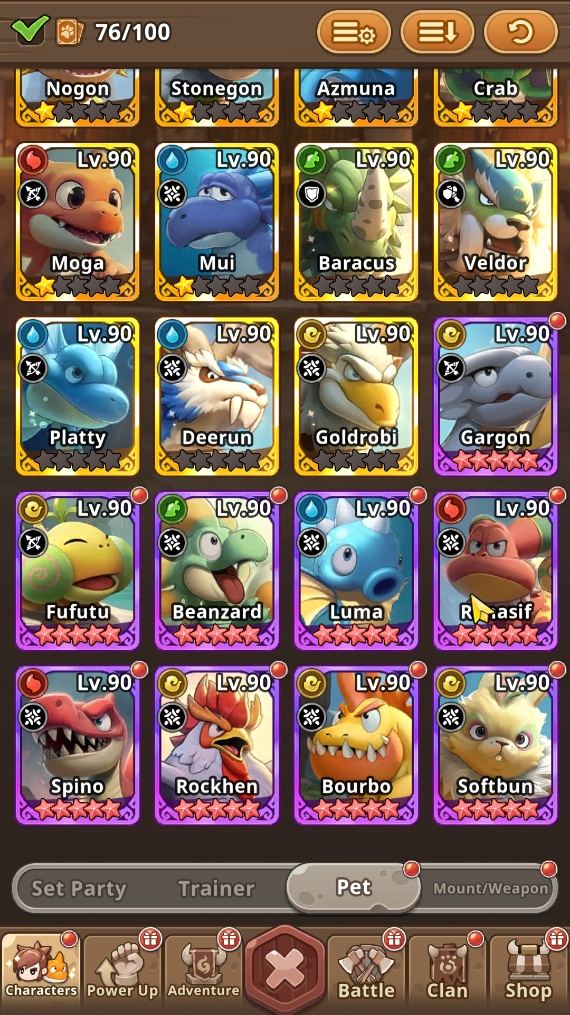 76/100
Nogon Stonegon Azmuna Crab
Lv.90 Lv.90 Lv.90 Lv.90
Moga Mui Baracus Veldor
Lv.90 Lv.90 Lv.90 Lv.90
Platty Deerun Goldrobi Gargon
Lv.90 Lv.90 Lv.90 Lv.90
Fufutu Beanzard Luma
Lv.90 Lv.90 Lv.90 Lv.90
Spino Rockhen Bourbo Softbun
Set Party Trainer Pet Mount/Weapon
Characters Power Up Adventure Battle Clan Shop